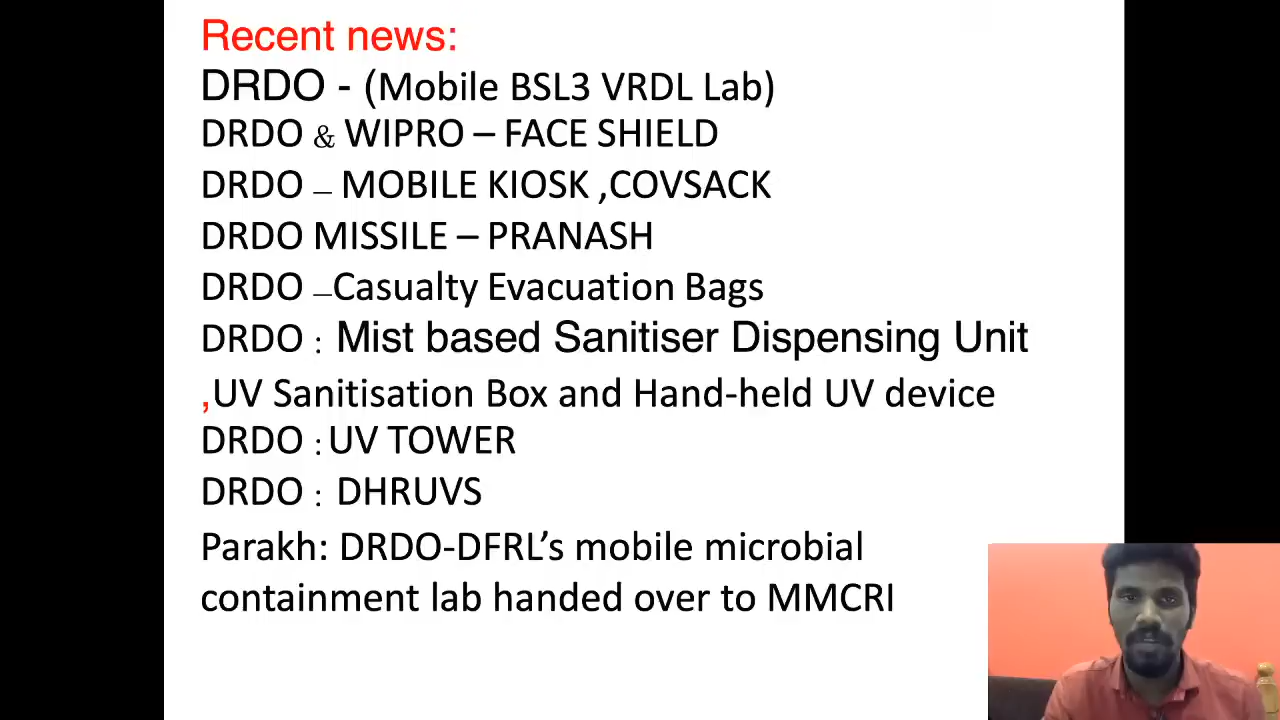 Recent news:
DRDO - (Mobile BSL3 VRDL Lab)
DRDO & WIPRO – FACE SHIELD
DRDO – MOBILE KIOSK ,COVSACK
DRDO MISSILE – PRANASH
DRDO –Casualty Evacuation Bags
DRDO : Mist based Sanitiser Dispensing Unit
,UV Sanitisation Box and Hand-held UV device
DRDO : UV TOWER
DRDO : DHRUVS
Parakh: DRDO-DFRL’s mobile microbial
containment lab handed over to MMCRI